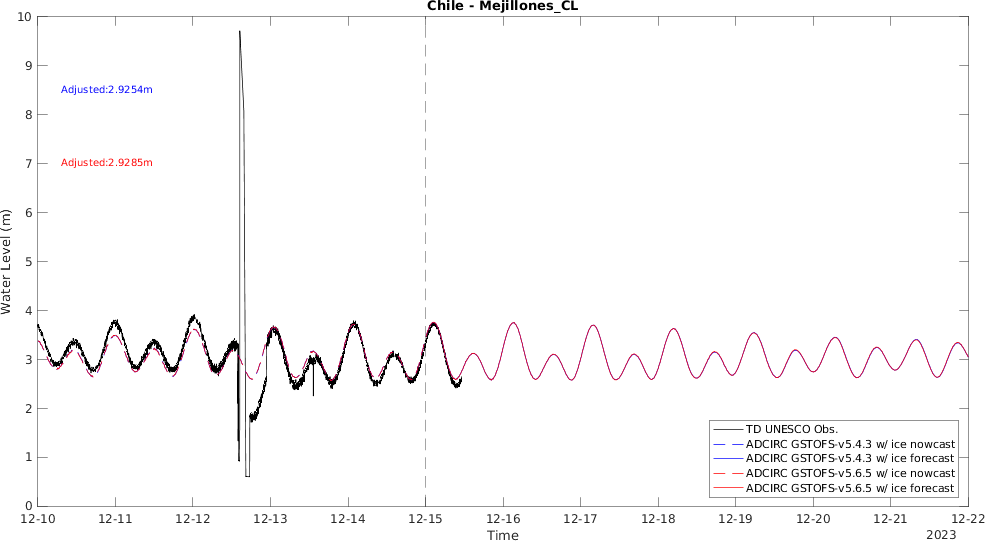 Chile - Mejillones_CL
10
9
8
7
6
5
4
3
2
1
0
Water Level (m)
Adjusted:2.9254m
Adjusted:2.9285m
TD UNESCO Obs.
ADCIRC GSTOFS-v5.4.3 w/ ice nowcast
ADCIRC GSTOFS-v5.4.3 w/ ice forecast
ADCIRC GSTOFS-v5.6.5 w/ ice nowcast
ADCIRC GSTOFS-v5.6.5 w/ ice forecast
12-10 12-11 12-12 12-13 12-14 12-15 12-16 12-17 12-18 12-19 12-20 12-21 12-22
Time
2023